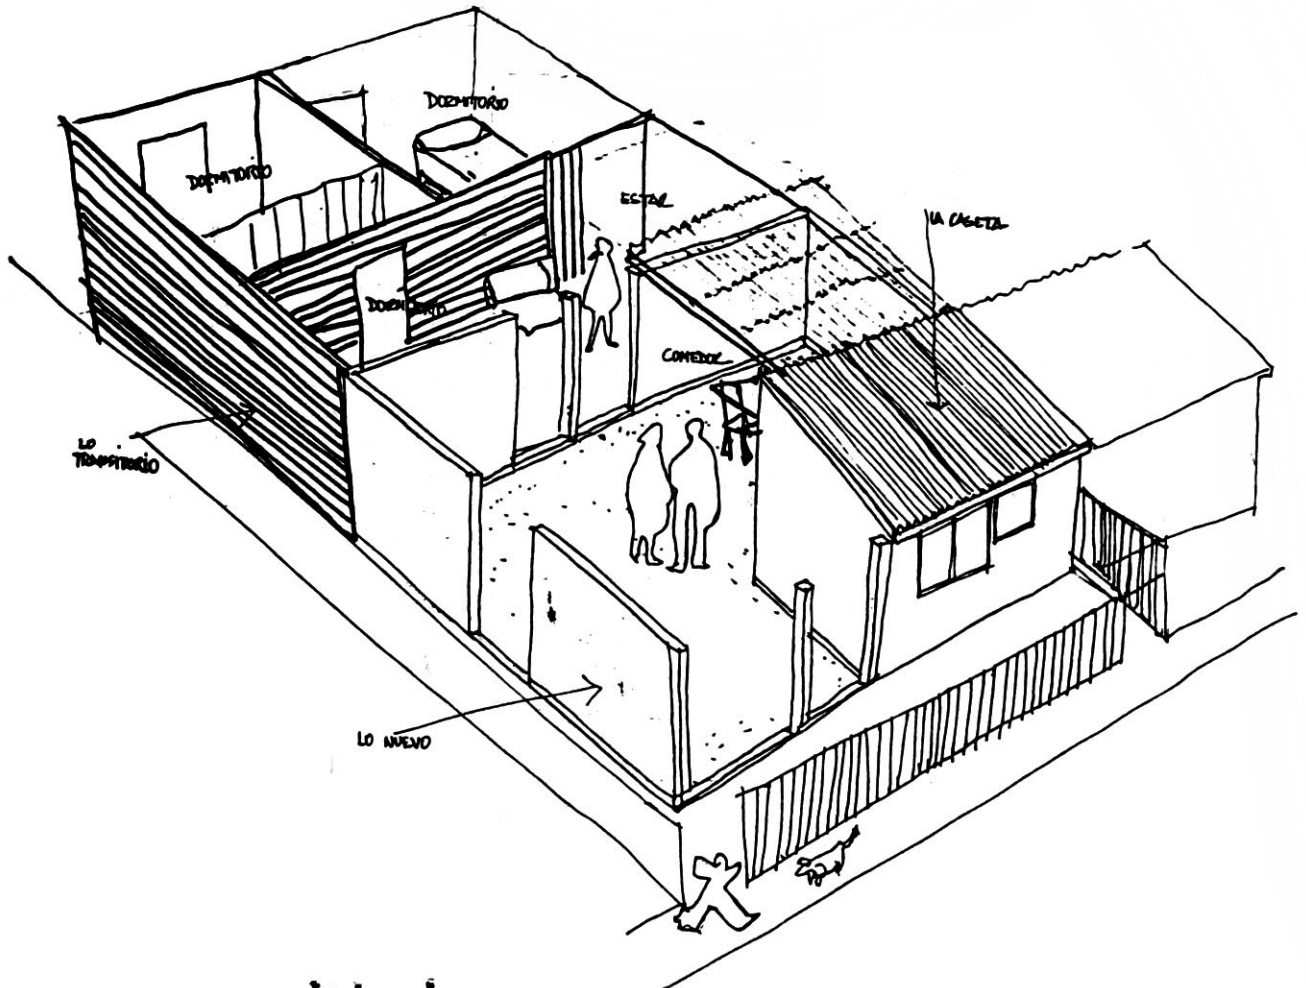 DORMITORIO
DORMITORIO
ESTAR
LA CASETA
DORMITORIO
COMEDOR
LO
TRANSITORIO
LO NUEVO